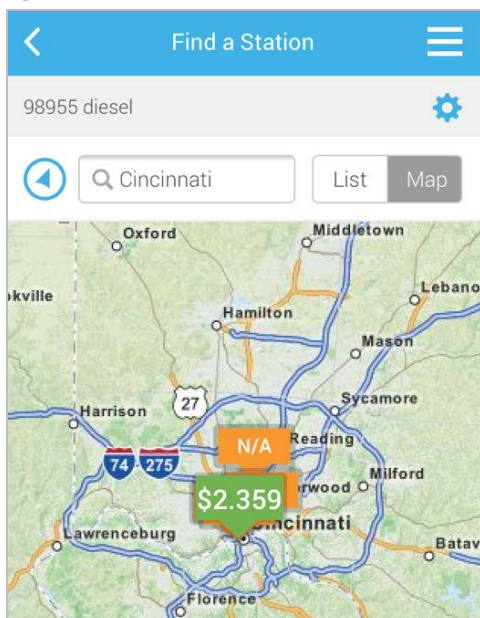 Find a Station
98955 diesel
Cincinnati
List
Map
Oxford
Middletown
kville
Lebano
Hamilton
Mason
27
Sycamore
Harrison
N/A
Reading
74
275
Milford
$2.359
rwood
Cincinnati
Lawrenceburg
Batav
Florence